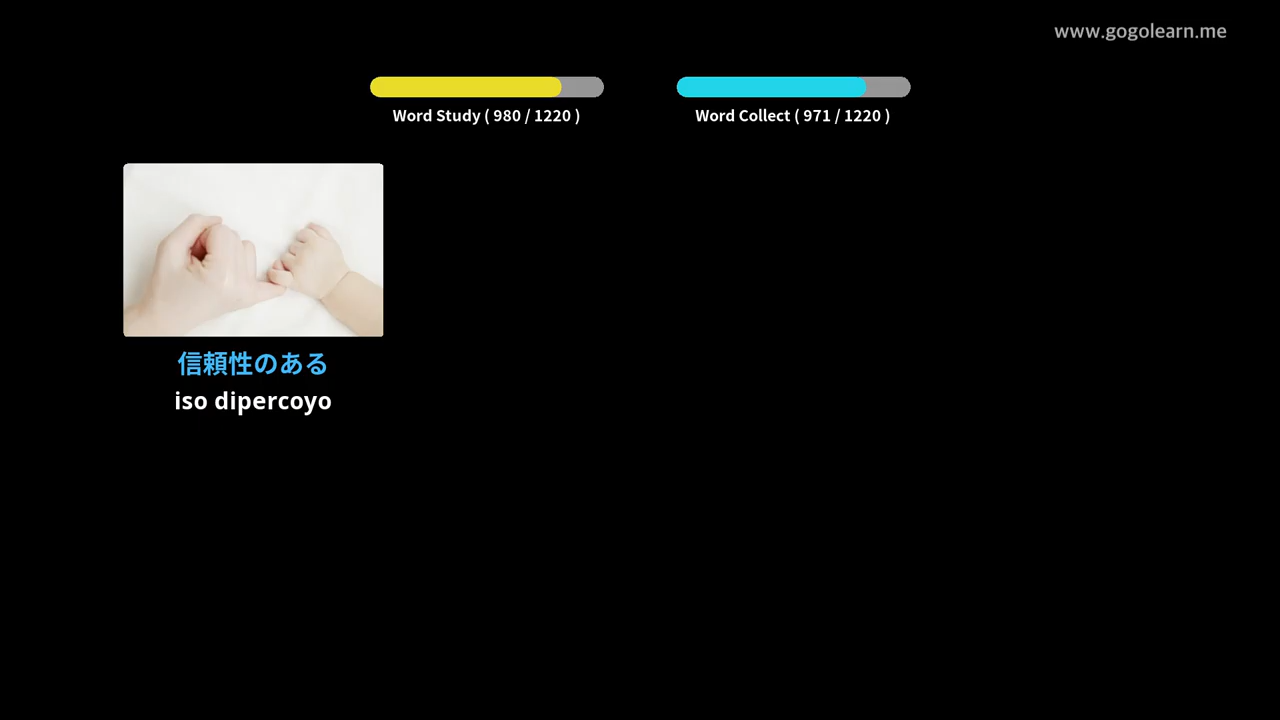 www.gogolearn.me
Word Study ( 980 / 1220 )
Word Collect ( 971 / 1220 )
信頼性のある
iso dipercoyo